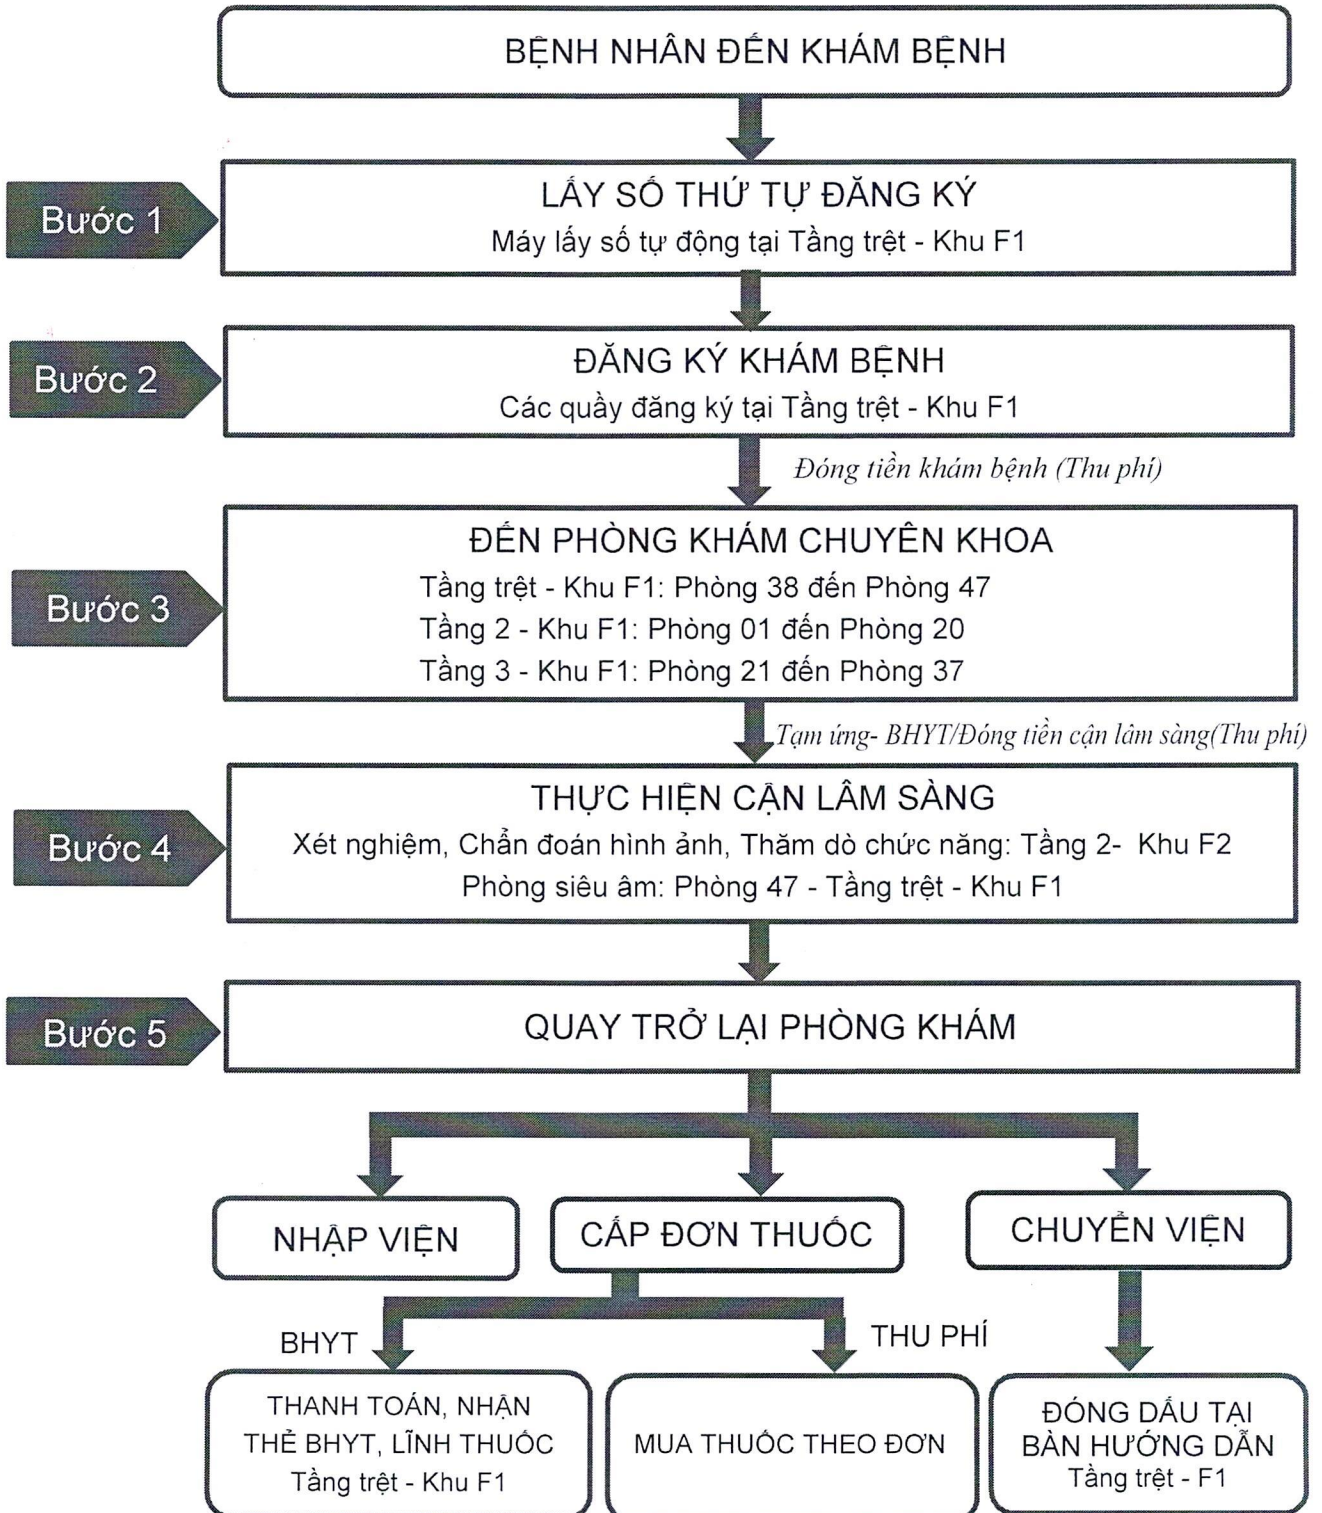 BỆNH NHÂN ĐẾN KHÁM BỆNH
Bước 1
LẤY SỐ THỨ TỰ ĐĂNG KÝ
Máy lấy số tự động tại Tầng trệt - Khu F1
Bước 2
ĐĂNG KÝ KHÁM BỆNH
Các quầy đăng ký tại Tầng trệt - Khu F1
Đóng tiền khám bệnh (Thu phí)
Bước 3
ĐẾN PHÒNG KHÁM CHUYÊN KHOA
Tầng trệt - Khu F1: Phòng 38 đến Phòng 47
Tầng 2 - Khu F1: Phòng 01 đến Phòng 20
Tầng 3 - Khu F1: Phòng 21 đến Phòng 37
Tạm ứng- BHYT/Đóng tiền cận lâm sàng(Thu phí)
Bước 4
THỰC HIỆN CẬN LÂM SÀNG
Xét nghiệm, Chẩn đoán hình ảnh, Thăm dò chức năng: Tầng 2- Khu F2
Phòng siêu âm: Phòng 47 - Tầng trệt - Khu F1
Bước 5
QUAY TRỞ LẠI PHÒNG KHÁM
NHẬP VIỆN
CẤP ĐƠN THUỐC
CHUYỂN VIỆN
BHYT
THU PHÍ
THANH TOÁN, NHẬN
THẺ BHYT, LĨNH THUỐC
Tầng trệt - Khu F1
MUA THUỐC THEO ĐƠN
ĐÓNG DẤU TẠI
BÀN HƯỚNG DẪN
Tầng trệt - F1